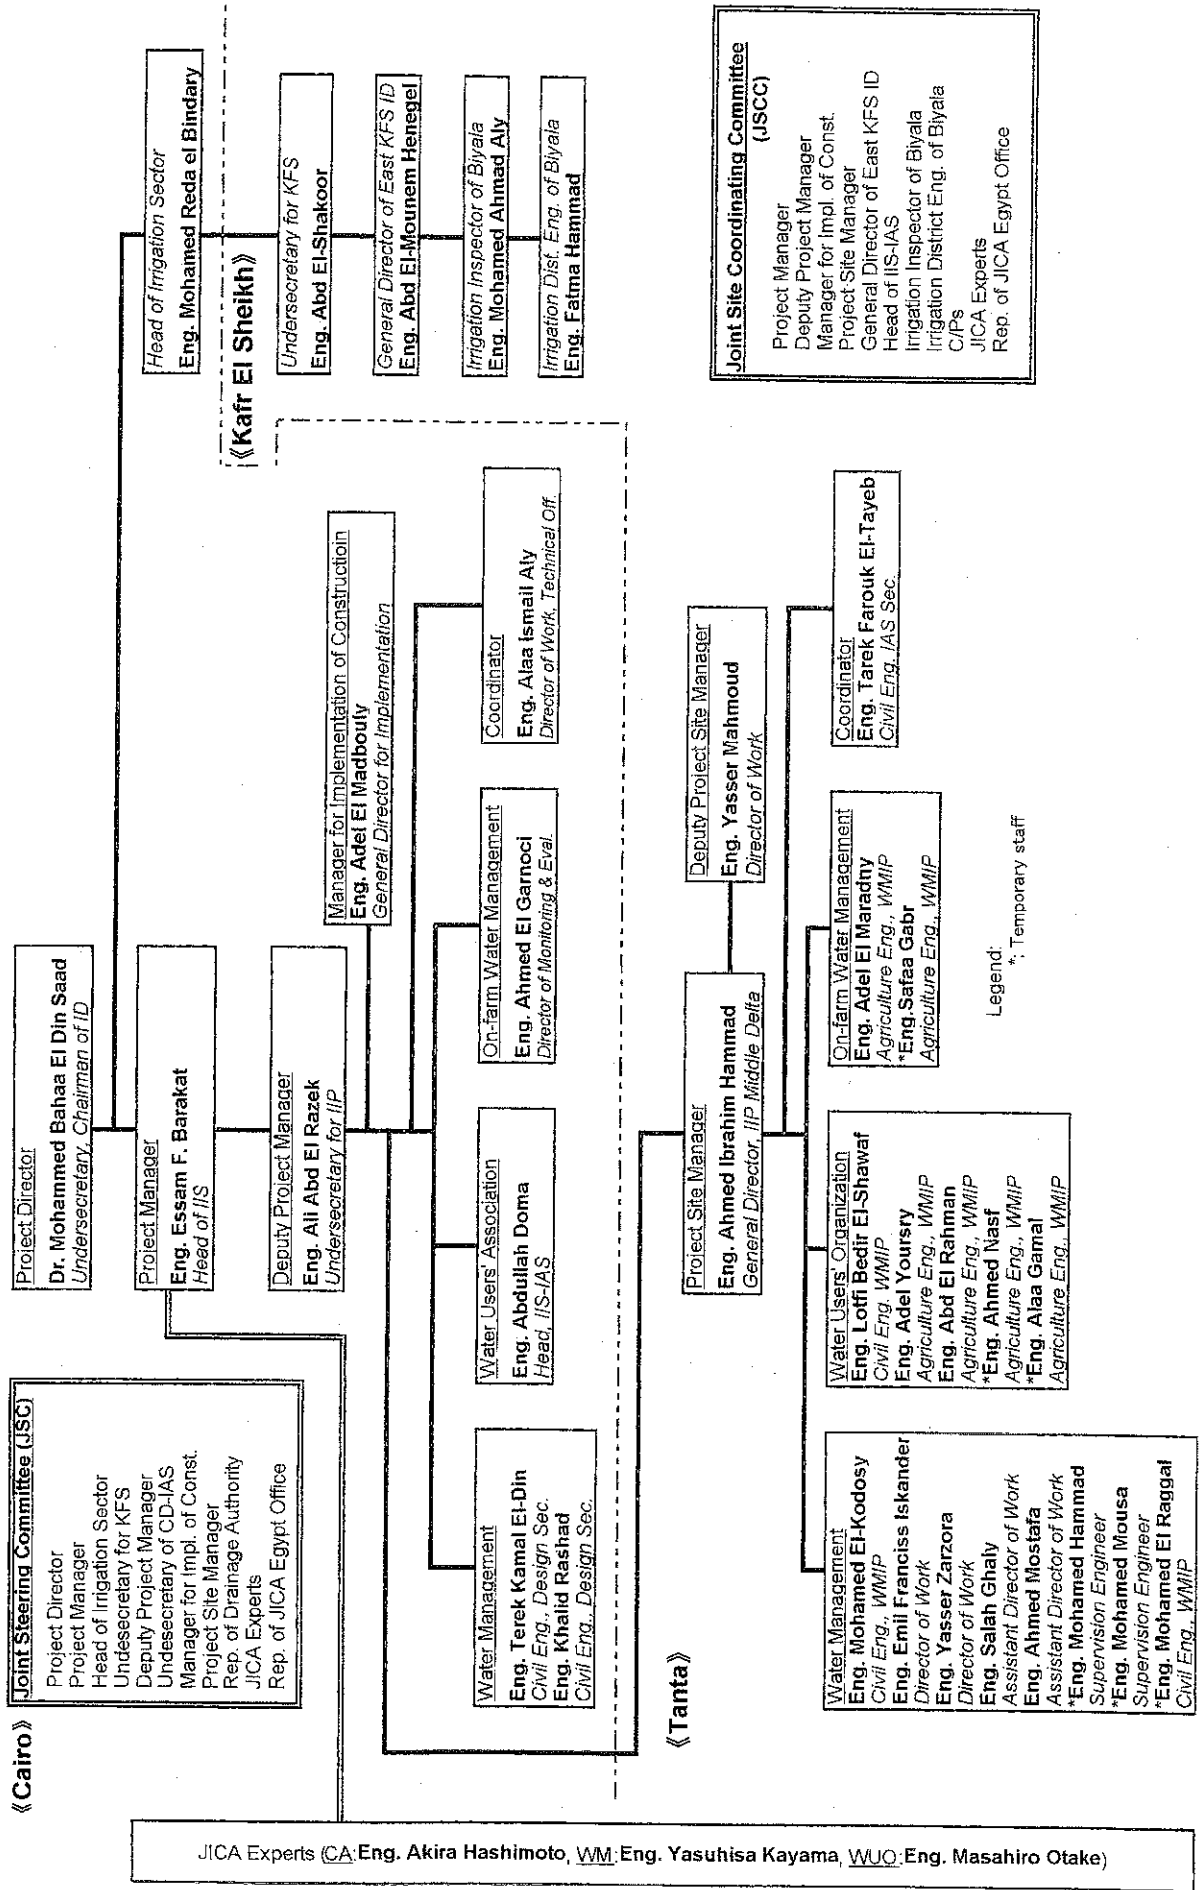 《Cairo》
Joint Steering Committee (JSC)
Project Director
Project Manager
Head of Irrigation Sector
Undesecretary for KFS
Deputy Project Manager
Undesecretary of CD-IAS
Manager for Impl. of Const.
Project Site Manager
Rep. of Drainage Authority
JICA Experts
Rep. of JICA Egypt Office
Project Director
Dr. Mohammed Bahaa El Din Saad
Undersecretary, Chairman of ID
Project Manager
Eng. Essam F. Barakat
Head of IIS
Deputy Project Manager
Eng. Ali Abd El Razek
Undersecretary for IIP
Manager for Implementation of Constructioin
Eng. Adel El Madbouly
General Director for Implementation
Water Management
Eng. Terek Kamal El-Din
Civil Eng., Design Sec.
Eng. Khalid Rashad
Civil Eng., Design Sec.
Water Users' Association
Eng. Abdullah Doma
Head, IIS-IAS
On-farm Water Management
Eng. Ahmed El Garnoci
Director of Monitoring & Eval.
Coordinator
Eng. Alaa Ismail Aly
Director of Work, Technical Off.
Head of Irrigation Sector
Eng. Mohamed Reda el Bindary
《Kafr El Sheikh》
Undersecretary for KFS
Eng. Abd El-Shakoor
General Director of East KFS ID
Eng. Abd El-Mounem Henegel
Irrigation Inspector of Biyala
Eng. Mohamed Ahmad Aly
Irrigation Dist. Eng. of Biyala
Eng. Fatma Hammad
《Tanta》
Project Site Manager
Eng. Ahmed Ibrahim Hammad
General Director, IIP Middle Delta
Deputy Project Site Manager
Eng. Yasser Mahmoud
Director of Work
Water Management
Eng. Mohamed El-Kodosy
Civil Eng., WMIP
Eng. Emil Franciss Iskander
Director of Work
Eng. Yasser Zarzora
Director of Work
Eng. Salah Ghaly
Assistant Director of Work
Eng. Ahmed Mostafa
Assistant Director of Work
*Eng. Mohamed Hammad
Supervision Engineer
*Eng. Mohamed Mousa
Supervision Engineer
*Eng. Mohamed El Raggal
Civil Eng., WMIP
Water Users' Organization
Eng. Lotfi Bedir El-Shawaf
Civil Eng. WMIP
Eng. Adel Yoursry
Agriculture Eng., WMIP
Eng. Abd El Rahman
Agriculture Eng., WMIP
*Eng. Ahmed Nasf
Agriculture Eng., WMIP
*Eng. Alaa Gamal
Agriculture Eng., WMIP
On-farm Water Management
Eng. Adel El Maradny
Agriculture Eng., WMIP
*Eng.Safaa Gabr
Agriculture Eng., WMIP
Coordinator
Eng. Tarek Farouk El-Tayeb
Civil Eng. IAS Sec.
Legend:
*; Temporary staff
Joint Site Coordinating Committee
(JSCC)
Project Manager
Deputy Project Manager
Manager for Impl. of Const.
Project Site Manager
General Director of East KFS ID
Head of IIS-IAS
Irrigation Inspector of Biyala
Irrigation District Eng. of Biyala
C/Ps
JICA Experts
Rep. of JICA Egypt Office
JICA Experts (CA:Eng. Akira Hashimoto, WM:Eng. Yasuhisa Kayama, WUO:Eng. Masahiro Otake)